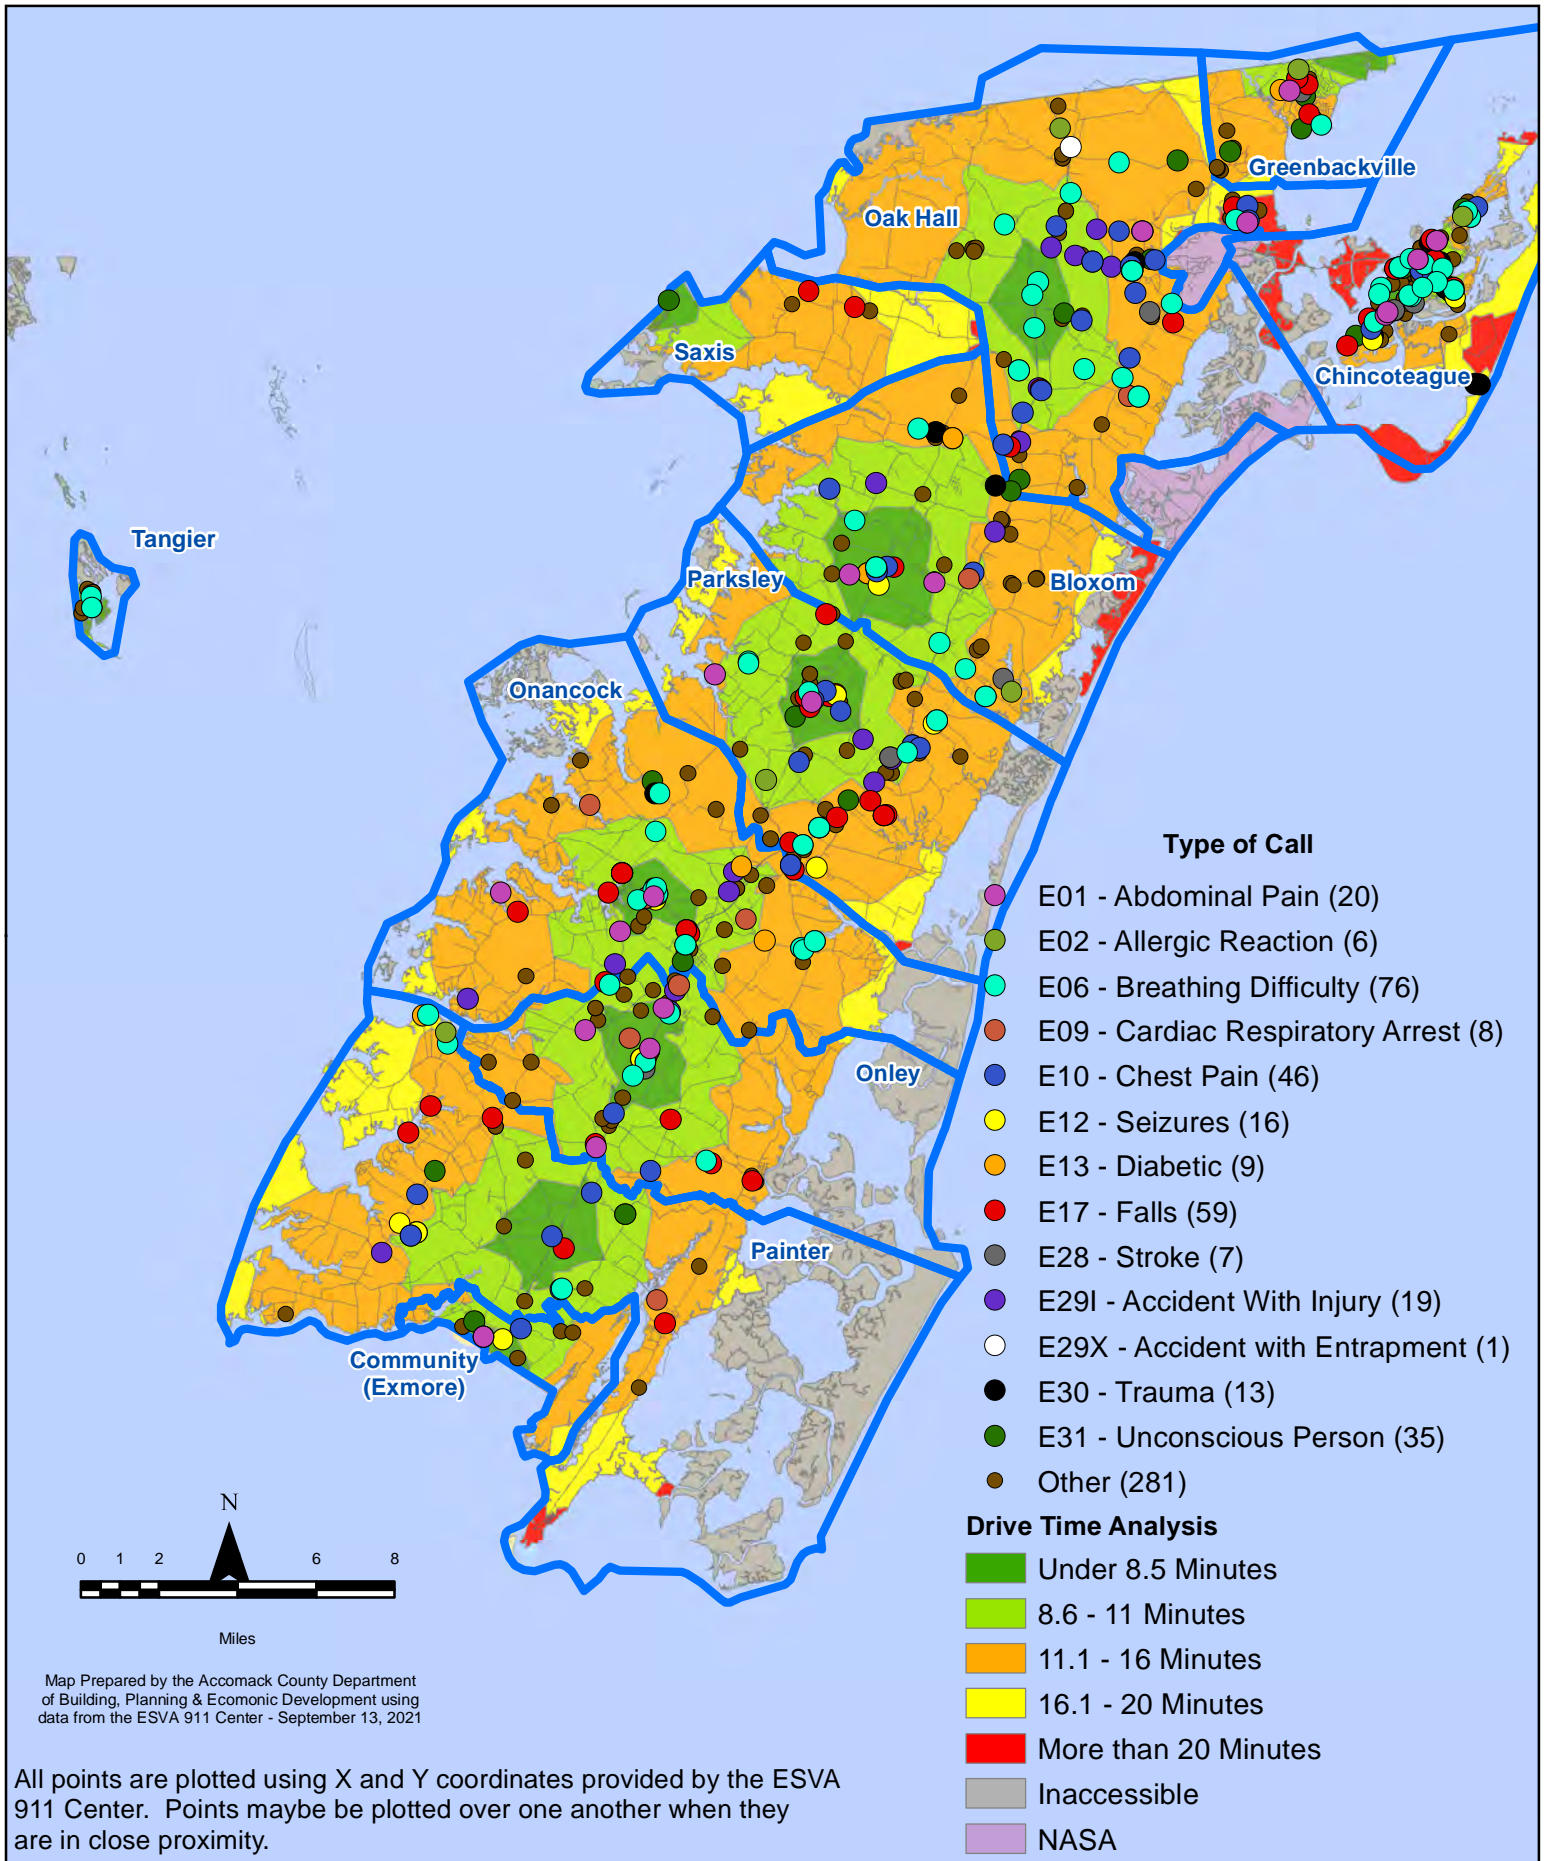 Greenbackville
Oak Hall
Saxis
Chincoteague
Tangier
Parksley
Bloxom
Onancock
Type of Call
E01 - Abdominal Pain (20)
E02 - Allergic Reaction (6)
E06 - Breathing Difficulty (76)
E09 - Cardiac Respiratory Arrest (8)
Onley
E10 - Chest Pain (46)
E12 - Seizures (16)
E13 - Diabetic (9)
E17 - Falls (59)
Painter
E28 - Stroke (7)
E29I - Accident With Injury (19)
E29X - Accident with Entrapment (1)
Community
(Exmore)
E30 - Trauma (13)
E31 - Unconscious Person (35)
Other (281)
Drive Time Analysis
Under 8.5 Minutes
8.6 - 11 Minutes
11.1 - 16 Minutes
16.1 - 20 Minutes
More than 20 Minutes
Inaccessible
NASA
N
0 1 2 6 8
Miles
Map Prepared by the Accomack County Department
of Building, Planning & Ecomonic Development using
data from the ESVA 911 Center - September 13, 2021
All points are plotted using X and Y coordinates provided by the ESVA
911 Center. Points maybe be plotted over one another when they
are in close proximity.